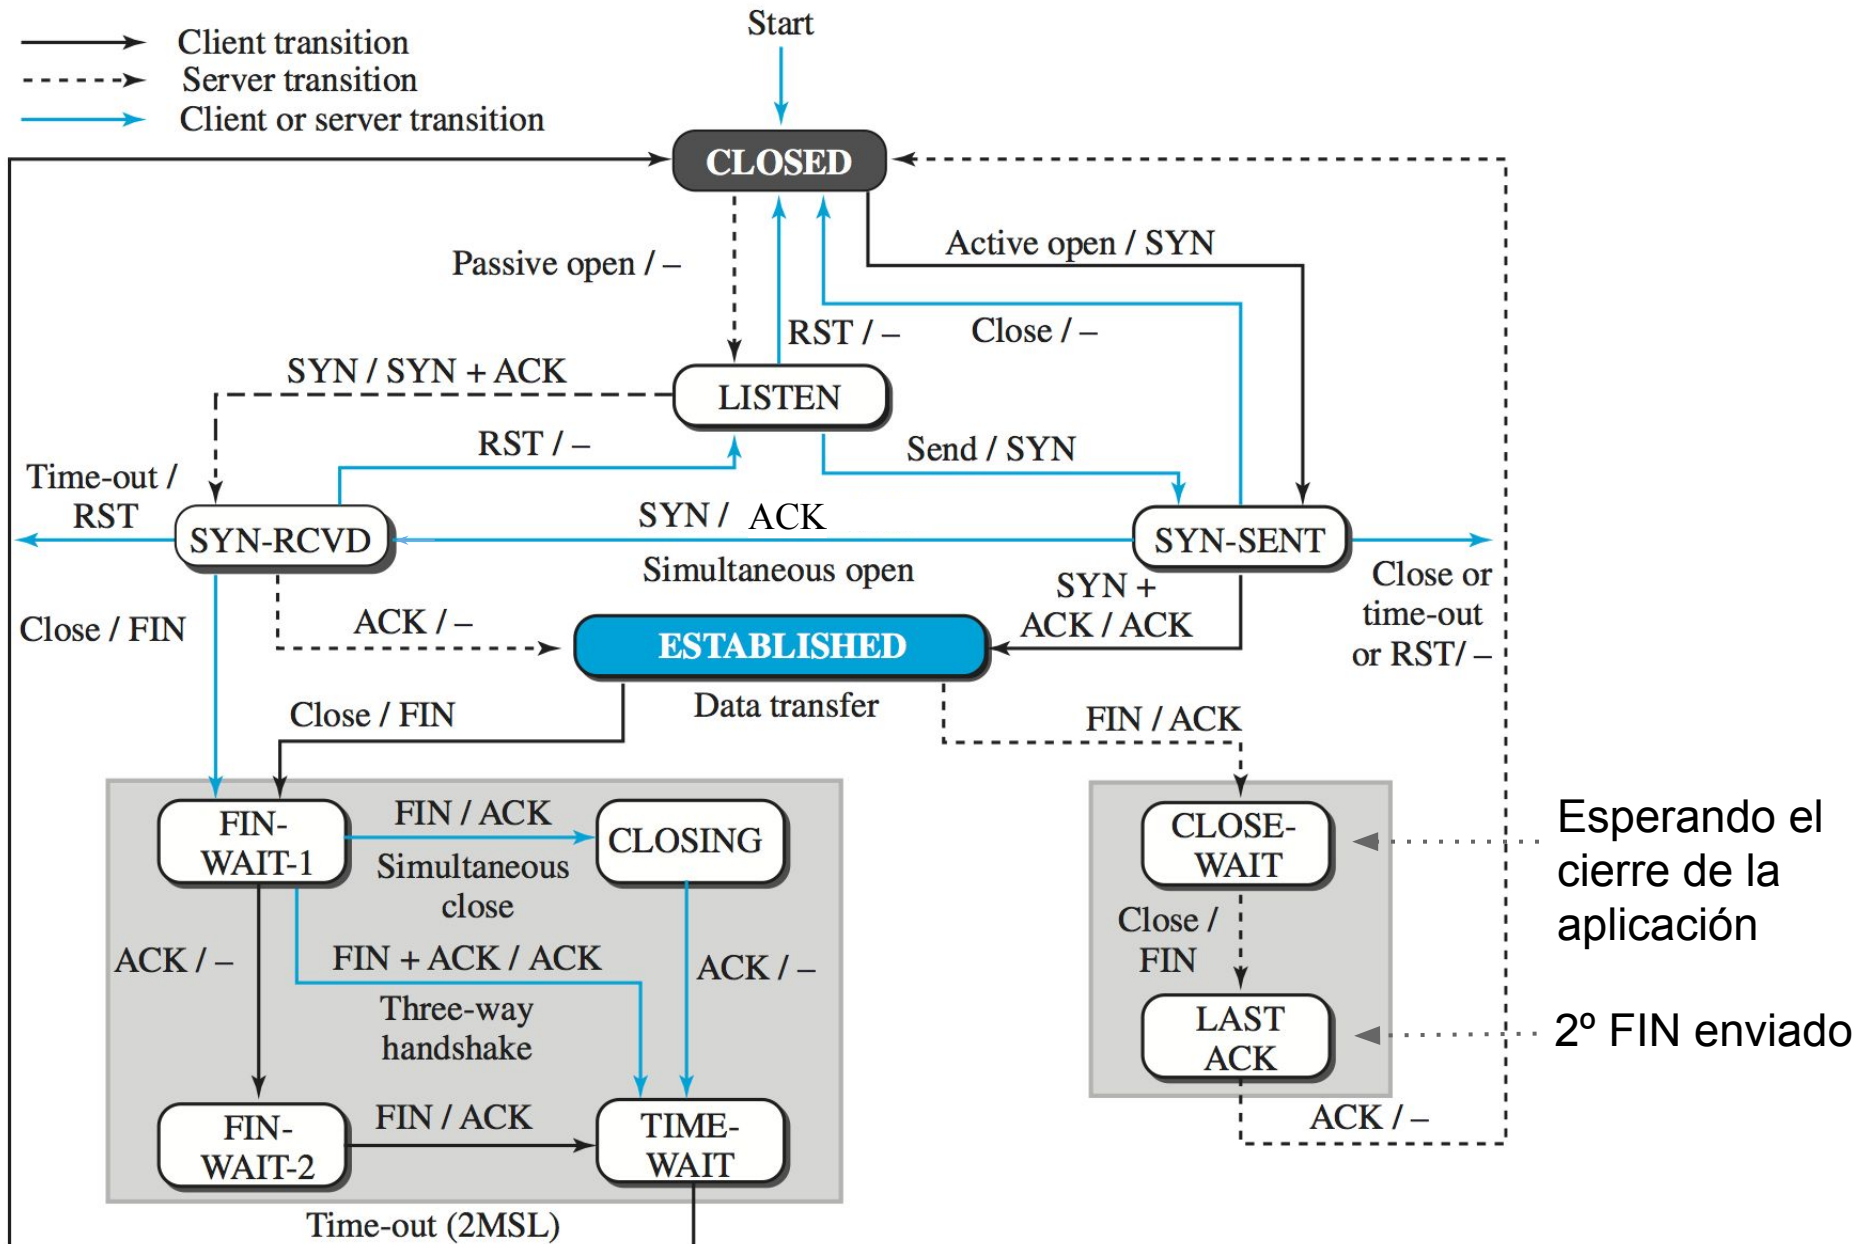 Start
Client transition
Server transition
Client or server transition
CLOSED
Active open / SYN
Passive open / –
RST / –
Close / –
SYN / SYN + ACK
LISTEN
RST / –
Send / SYN
Time-out /
RST
SYN-RCVD
SYN / ACK
Simultaneous open
SYN-SENT
Close or
time-out
or RST/ –
SYN +
ACK / ACK
Close / FIN
ACK / –
ESTABLISHED
Data transfer
Close / FIN
FIN / ACK
FIN-
WAIT-1
FIN / ACK
Simultaneous
close
CLOSING
CLOSE-
WAIT
Esperando el
cierre de la
aplicación
ACK / –
FIN + ACK / ACK
Three-way
handshake
ACK / –
Close /
FIN
LAST
ACK
2º FIN enviado
FIN-
WAIT-2
FIN / ACK
TIME-
WAIT
ACK / –
Time-out (2MSL)